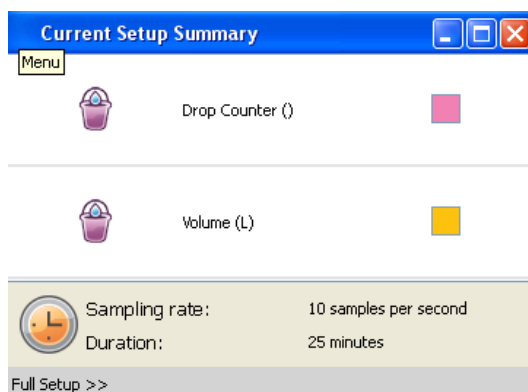 Current Setup Summary
Menu
Drop Counter ()
Volume (L)
Sampling rate: 10 samples per second
Duration: 25 minutes
Full Setup >>